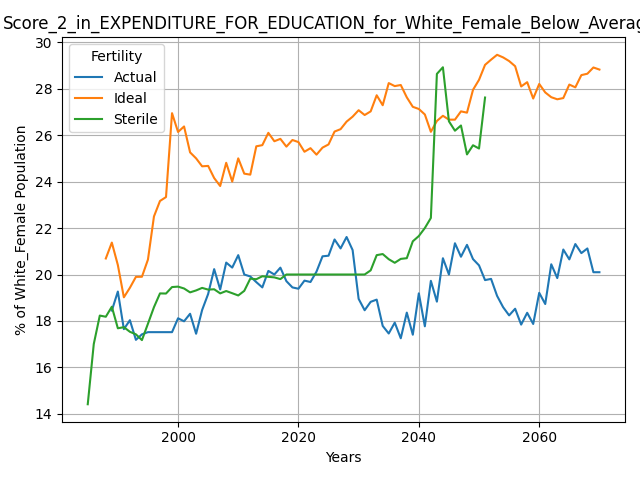 Score_2_in_EXPENDITURE_FOR_EDUCATION_for_White_Female_Below_Averag
Fertility
Actual
Ideal
Sterile
% of White_Female Population
30
28
26
24
22
20
18
16
14
2000
2020
2040
2060
Years